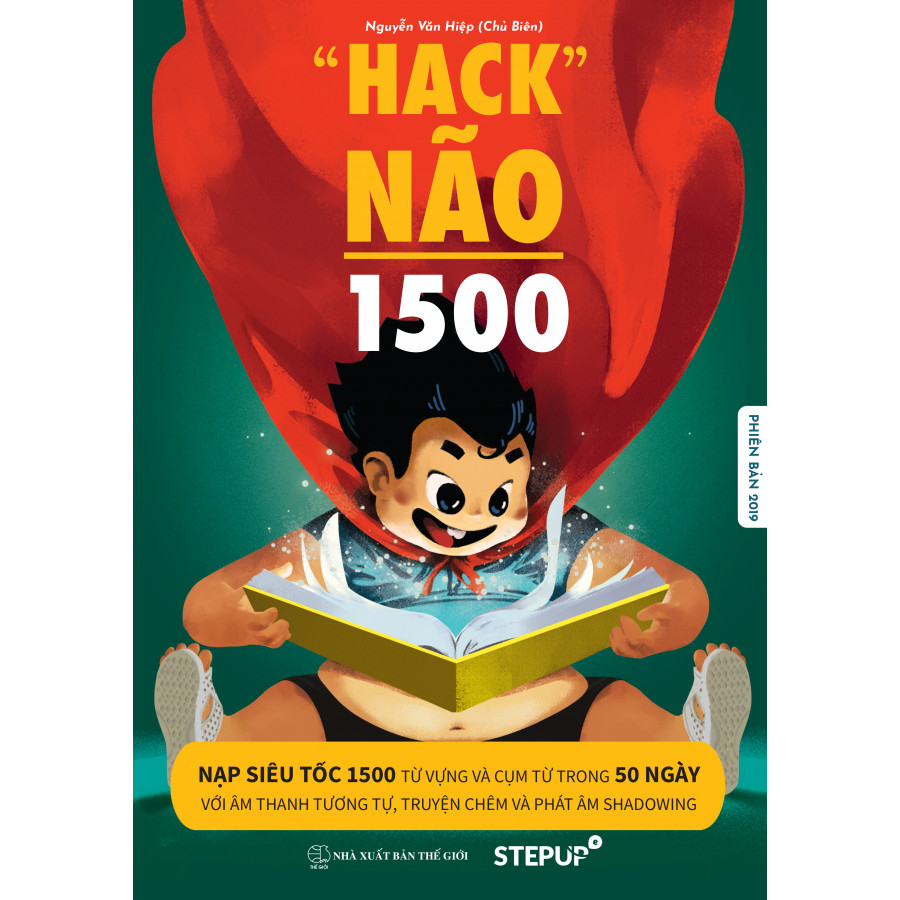 Nguyễn Văn Hiệp (Chủ Biên)
“HACK”
NÃO
1500
PHIÊN BẢN 2019
NẠP SIÊU TỐC 1500 TỪ VỰNG VÀ CỤM TỪ TRONG 50 NGÀY
VỚI ÂM THANH TƯƠNG TỰ, TRUYỆN CHÊM VÀ PHÁT ÂM SHADOWING
THẾ GIỚI
NHÀ XUẤT BẢN THẾ GIỚI
STEPUP e